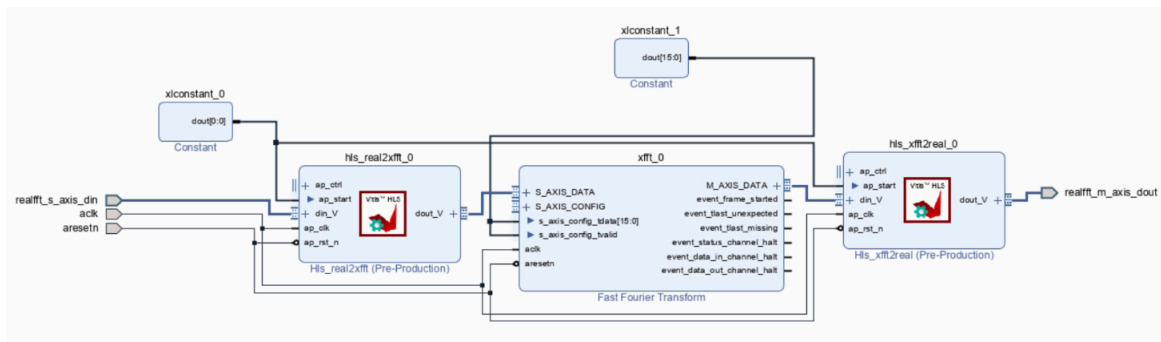 xlconstant_1
dout[15:0]
Constant
xlconstant_0
dout[0:0]
Constant
hls_real2xfft_0
ap_ctrl
ap_start
din_V
ap_clk
ap_rst_n
Vitis™ HLS
dout_V
Hls_real2xfft (Pre-Production)
realfft_s_axis_din
aclk
aresetn
xfft_0
S_AXIS_DATA
S_AXIS_CONFIG
s_axis_config_tdata[15:0]
s_axis_config_tvalid
aclk
aresetn
M_AXIS_DATA
event_frame_started
event_tlast_unexpected
event_tlast_missing
event_status_channel_halt
event_data_in_channel_halt
event_data_out_channel_halt
Fast Fourier Transform
hls_xfft2real_0
ap_ctrl
ap_start
din_V
ap_clk
ap_rst_n
Vitis™ HLS
dout_V
Hls_xfft2real (Pre-Production)
realfft_m_axis_dout